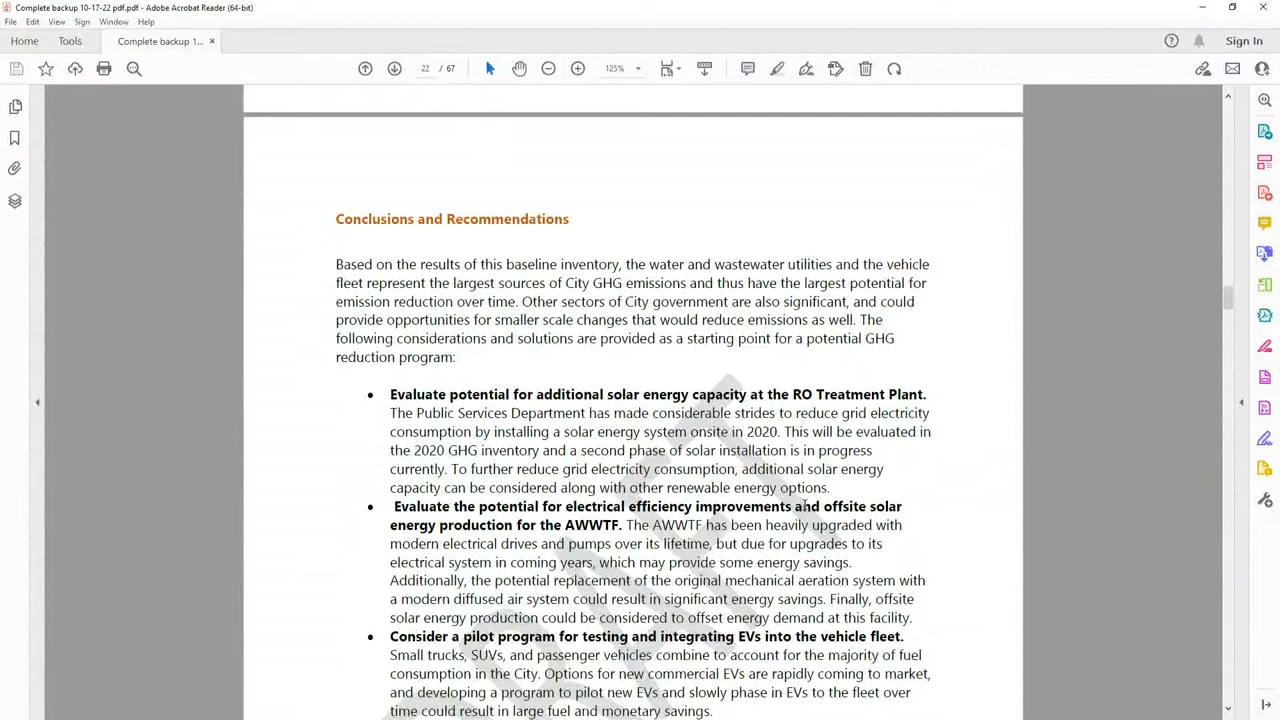 Complete backup 10-17-22 pdf.pdf - Adobe Acrobat Reader (64-bit)
File Edit View Sign Window Help
Home Tools Complete backup 1... × Sign In
22 / 67 125%
Conclusions and Recommendations
Based on the results of this baseline inventory, the water and wastewater utilities and the vehicle
fleet represent the largest sources of City GHG emissions and thus have the largest potential for
emission reduction over time. Other sectors of City government are also significant, and could
provide opportunities for smaller scale changes that would reduce emissions as well. The
following considerations and solutions are provided as a starting point for a potential GHG
reduction program:
• Evaluate potential for additional solar energy capacity at the RO Treatment Plant.
The Public Services Department has made considerable strides to reduce grid electricity
consumption by installing a solar energy system onsite in 2020. This will be evaluated in
the 2020 GHG inventory and a second phase of solar installation is in progress
currently. To further reduce grid electricity consumption, additional solar energy
capacity can be considered along with other renewable energy options.
• Evaluate the potential for electrical efficiency improvements and offsite solar
energy production for the AWWTF. The AWWTF has been heavily upgraded with
modern electrical drives and pumps over its lifetime, but due for upgrades to its
electrical system in coming years, which may provide some energy savings.
Additionally, the potential replacement of the original mechanical aeration system with
a modern diffused air system could result in significant energy savings. Finally, offsite
solar energy production could be considered to offset energy demand at this facility.
• Consider a pilot program for testing and integrating EVs into the vehicle fleet.
Small trucks, SUVs, and passenger vehicles combine to account for the majority of fuel
consumption in the City. Options for new commercial EVs are rapidly coming to market,
and developing a program to pilot new EVs and slowly phase in EVs to the fleet over
time could result in large fuel and monetary savings.
DRAFT